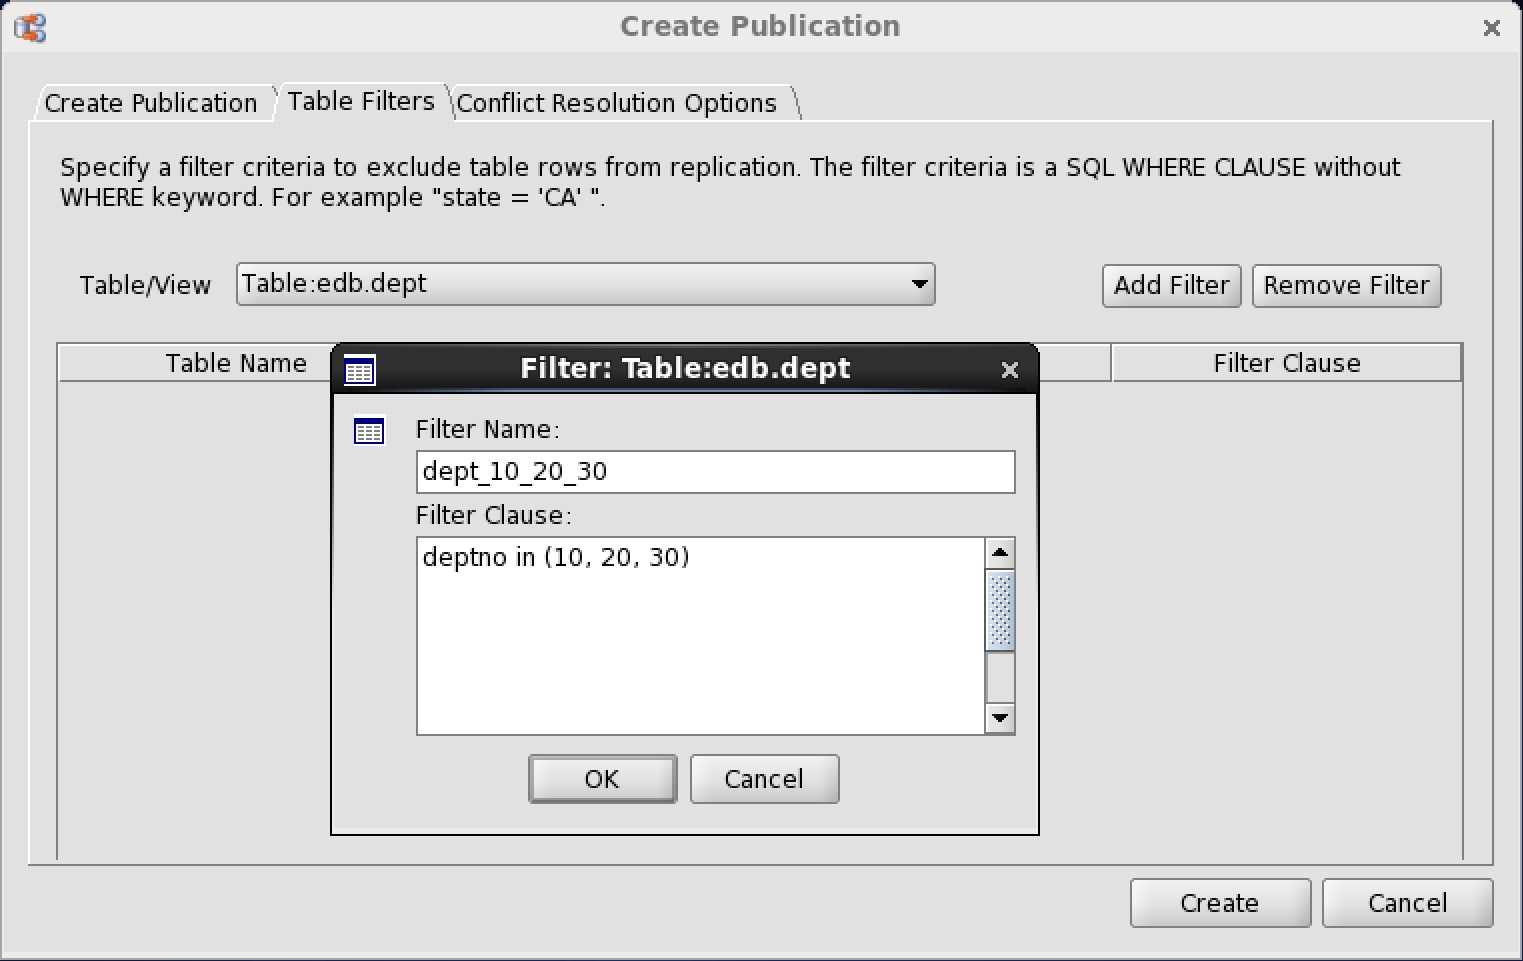 Create Publication
Create Publication
Table Filters
Conflict Resolution Options
Specify a filter criteria to exclude table rows from replication. The filter criteria is a SQL WHERE CLAUSE without
WHERE keyword. For example "state = 'CA' ".
Table/View
Table:edb.dept
Add Filter
Remove Filter
Table Name
Filter Clause
Filter: Table:edb.dept
Filter Name:
dept_10_20_30
Filter Clause:
deptno in (10, 20, 30)
OK
Cancel
Create
Cancel